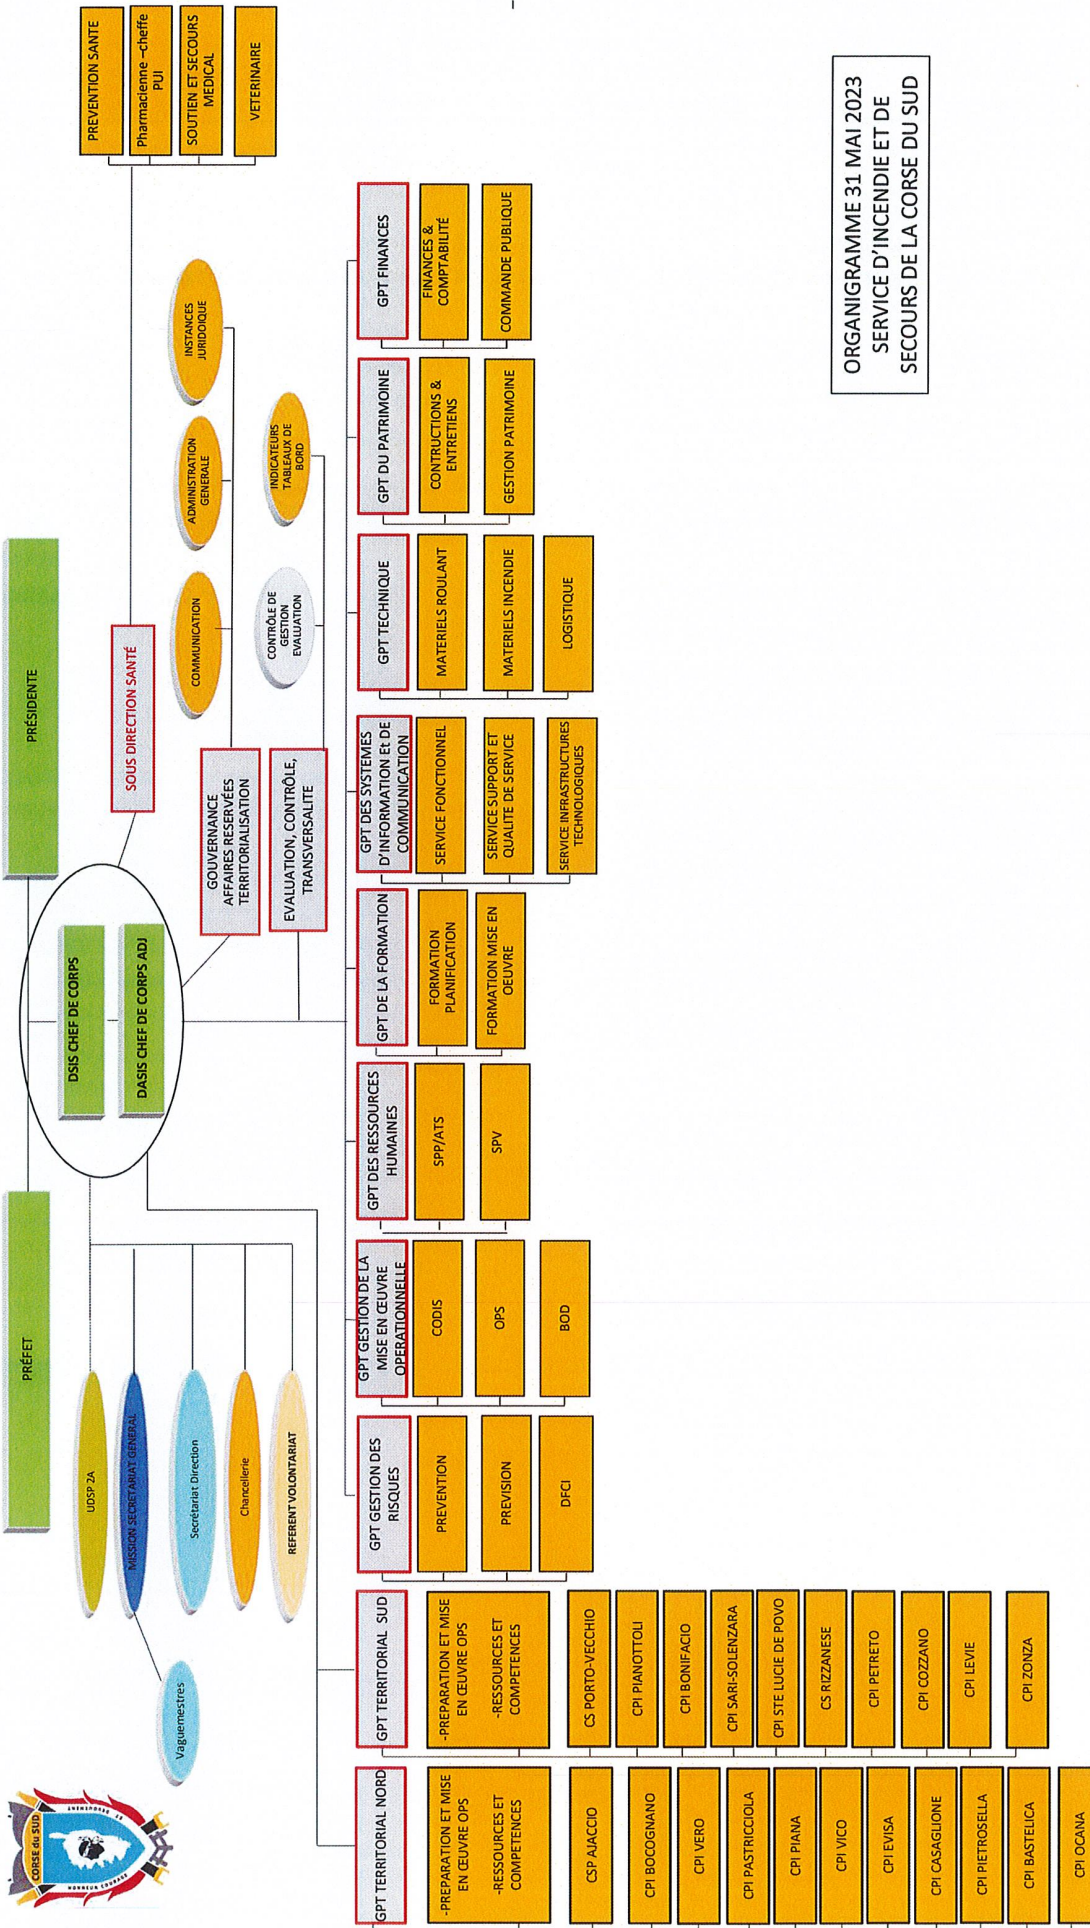 CORSE du SUD
HONNEUR COURAGE
ET DEVOUEMENT
PRÉFET
PRÉSIDENTE
DSIS CHEF DE CORPS
DASIS CHEF DE CORPS ADJ
UDSP 2A
MISSION SECRETARIAT GENERAL
Vaguemestres
Secrétariat Direction
Chancellerie
REFERENT VOLONTARIAT
SOUS DIRECTION SANTÉ
PREVENTION SANTE
Pharmacienne –cheffe
PUI
SOUTIEN ET SECOURS
MEDICAL
VETERINAIRE
GOUVERNANCE
AFFAIRES RESERVÉES
TERRITORIALISATION
COMMUNICATION
ADMINISTRATION
GENERALE
INSTANCES
JURIDOIQUE
EVALUATION, CONTRÔLE,
TRANSVERSALITE
CONTRÔLE DE
GESTION
EVALUATION
INDICATEURS
TABLEAUX DE
BORD
GPT TERRITORIAL NORD
-PREPARATION ET MISE
EN ŒUVRE OPS
-RESSOURCES ET
COMPETENCES
CSP AJACCIO
CPI BOCOGNANO
CPI VERO
CPI PASTRICCIOLA
CPI PIANA
CPI VICO
CPI EVISA
CPI CASAGLIONE
CPI PIETROSELLA
CPI BASTELICA
CPI OCANA
GPT TERRITORIAL SUD
-PREPARATION ET MISE
EN ŒUVRE OPS
-RESSOURCES ET
COMPETENCES
CS PORTO-VECCHIO
CPI PIANOTTOLI
CPI BONIFACIO
CPI SARI-SOLENZARA
CPI STE LUCIE DE POVO
CS RIZZANESE
CPI PETRETO
CPI COZZANO
CPI LEVIE
CPI ZONZA
GPT GESTION DES
RISQUES
PREVENTION
PREVISION
DFCI
GPT GESTION DE LA
MISE EN ŒUVRE
OPERATIONNELLE
CODIS
OPS
BOD
GPT DES RESSOURCES
HUMAINES
SPP/ATS
SPV
GPT DE LA FORMATION
FORMATION
PLANIFICATION
FORMATION MISE EN
OEUVRE
GPT DES SYSTEMES
D'INFORMATION Et DE
COMMUNICATION
SERVICE FONCTIONNEL
SERVICE SUPPORT ET
QUALITE DE SERVICE
SERVICE INFRASTRUCTURES
TECHNOLOGIQUES
GPT TECHNIQUE
MATERIELS ROULANT
MATERIELS INCENDIE
LOGISTIQUE
GPT DU PATRIMOINE
CONTRUCTIONS &
ENTRETIENS
GESTION PATRIMOINE
GPT FINANCES
FINANCES &
COMPTABILITÉ
COMMANDE PUBLIQUE
ORGANIGRAMME 31 MAI 2023
SERVICE D'INCENDIE ET DE
SECOURS DE LA CORSE DU SUD